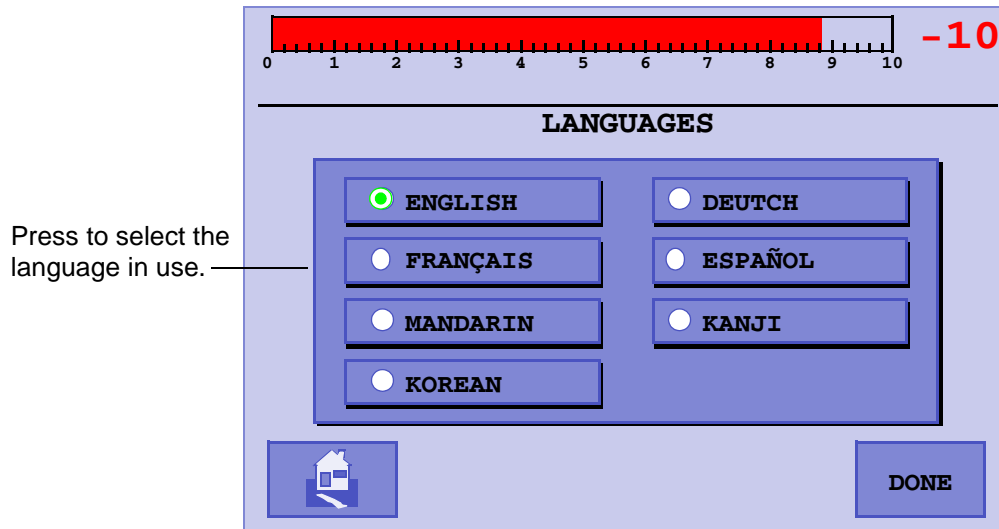 -10
0 1 2 3 4 5 6 7 8 9 10
LANGUAGES
ENGLISH DEUTCH
FRANÇAIS ESPAÑOL
MANDARIN KANJI
KOREAN
Press to select the
language in use.
DONE